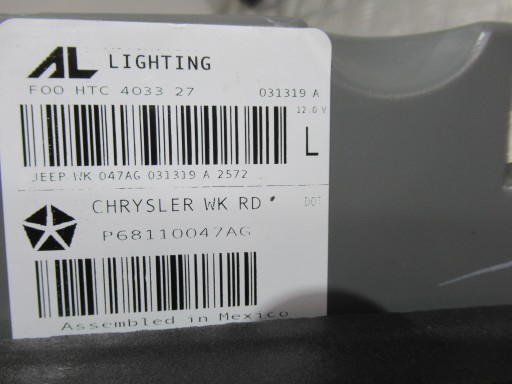 AL LIGHTING
F00 HTC 4033 27 031319 A
12.0 V
L
JEEP WK 047AG 031319 A 2572
CHRYSLER WK RD DOT
P68110047AG
Assembled in Mexico